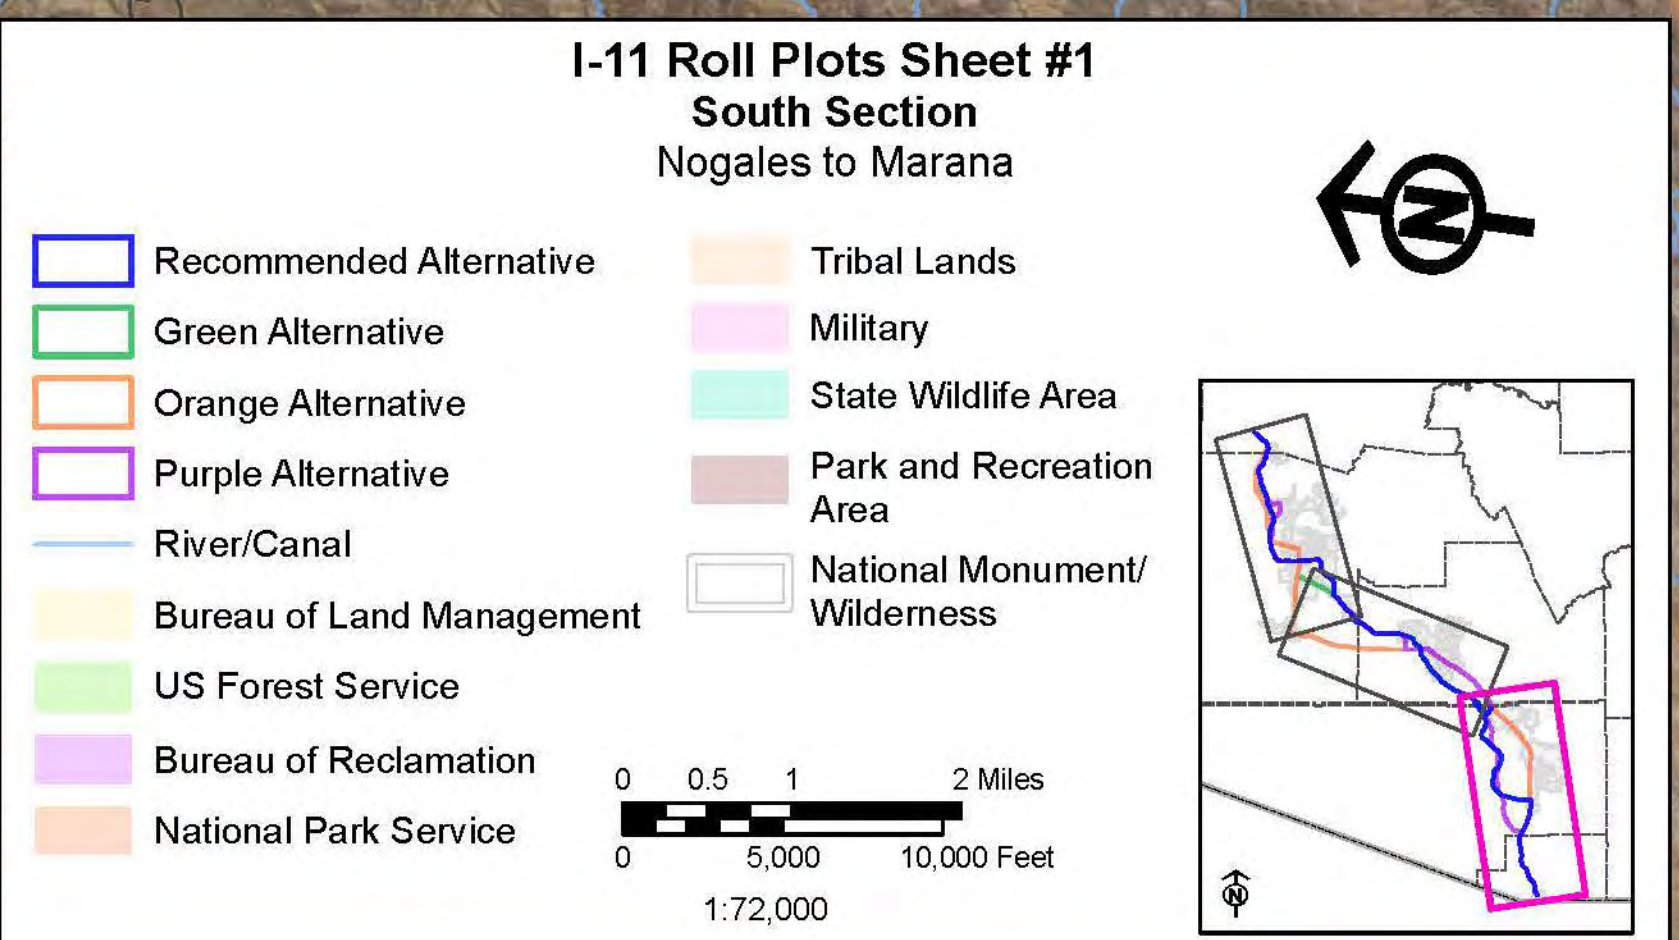 I-11 Roll Plots Sheet #1
South Section
Nogales to Marana
N
Recommended Alternative
Green Alternative
Orange Alternative
Purple Alternative
River/Canal
Bureau of Land Management
US Forest Service
Bureau of Reclamation
National Park Service
Tribal Lands
Military
State Wildlife Area
Park and Recreation
Area
National Monument/
Wilderness
0 0.5 1 2 Miles
0 5,000 10,000 Feet
1:72,000
N